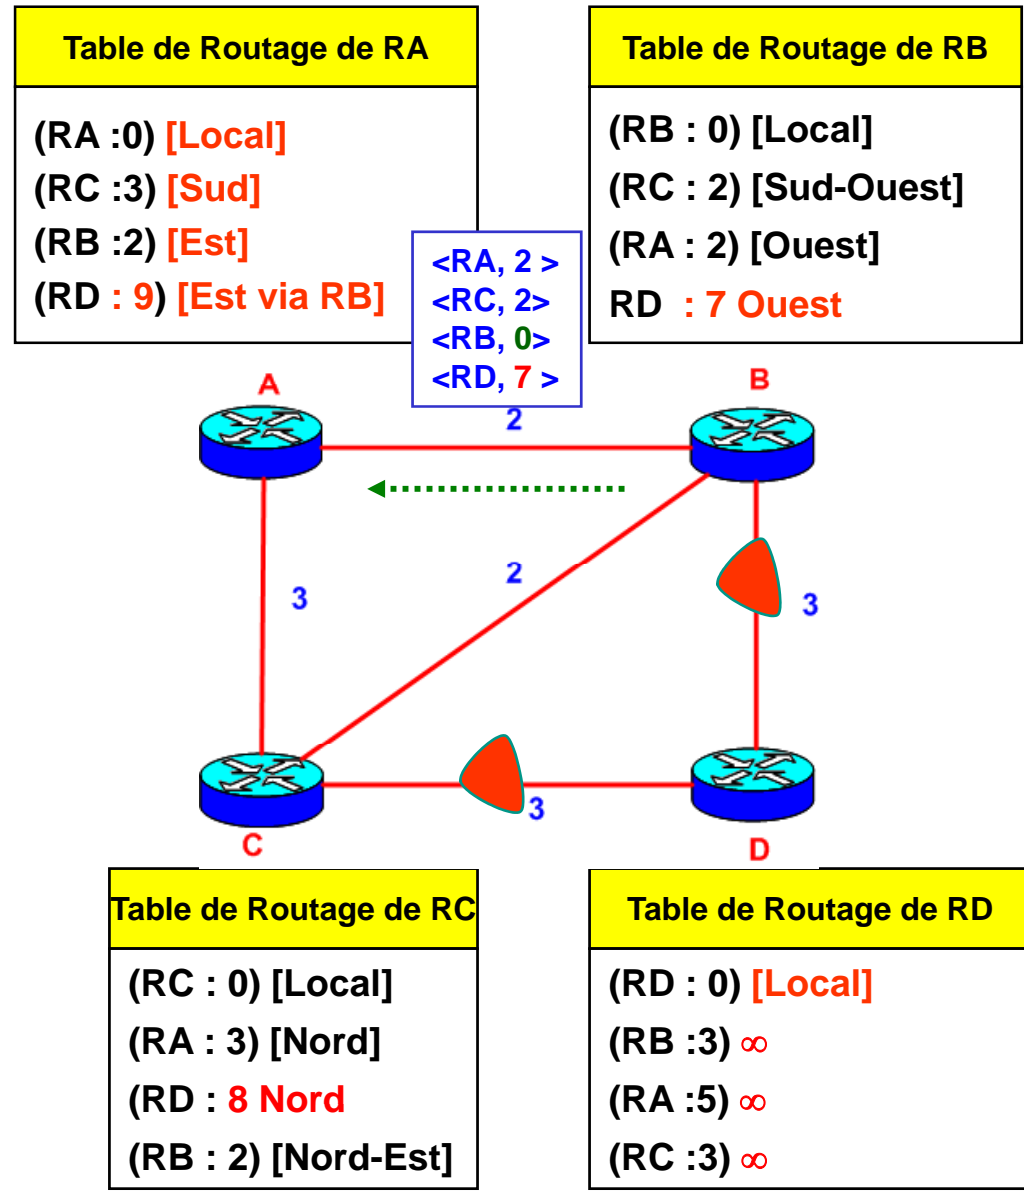 Table de Routage de RA
(RA :0) [Local]
(RC :3) [Sud]
(RB :2) [Est]
(RD : 9) [Est via RB]
Table de Routage de RB
(RB : 0) [Local]
(RC : 2) [Sud-Ouest]
(RA : 2) [Ouest]
RD : 7 Ouest
<RA, 2 >
<RC, 2>
<RB, 0>
<RD, 7 >
A
B
2
2
3
3
3
C
D
Table de Routage de RC
(RC : 0) [Local]
(RA : 3) [Nord]
(RD : 8 Nord
(RB : 2) [Nord-Est]
Table de Routage de RD
(RD : 0) [Local]
(RB :3) ∞
(RA :5) ∞
(RC :3) ∞